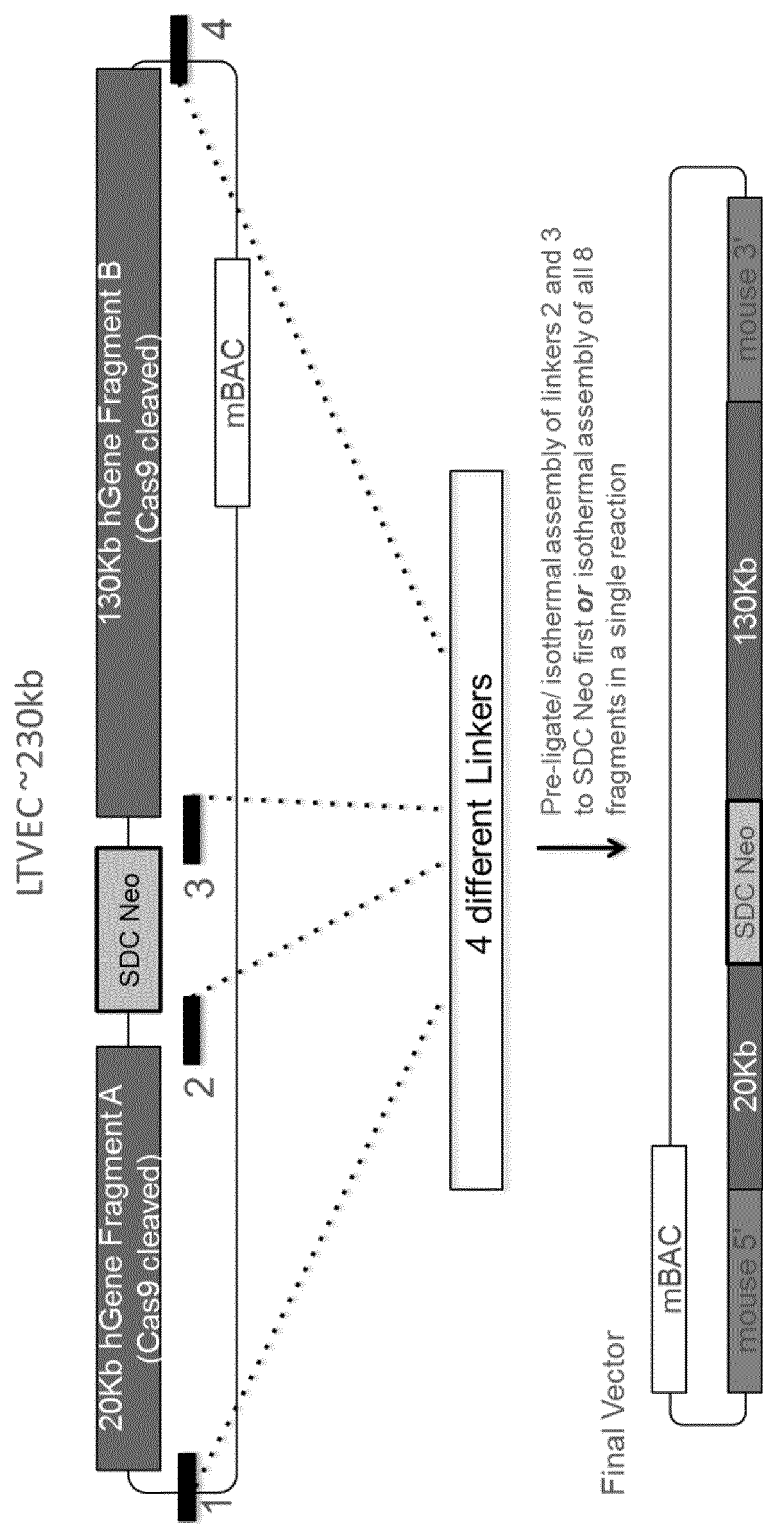 LTVEC ~230kb
20Kb hGene Fragment A
(Cas9 cleaved)
SDC Neo
130Kb hGene Fragment B
(Cas9 cleaved)
1
2
3
4
mBAC
4 different Linkers
Pre-ligate/ isothermal assembly of linkers 2 and 3
to SDC Neo first or isothermal assembly of all 8
fragments in a single reaction
Final Vector
mBAC
mouse 5'
20Kb
SDC Neo
130Kb
mouse 3'